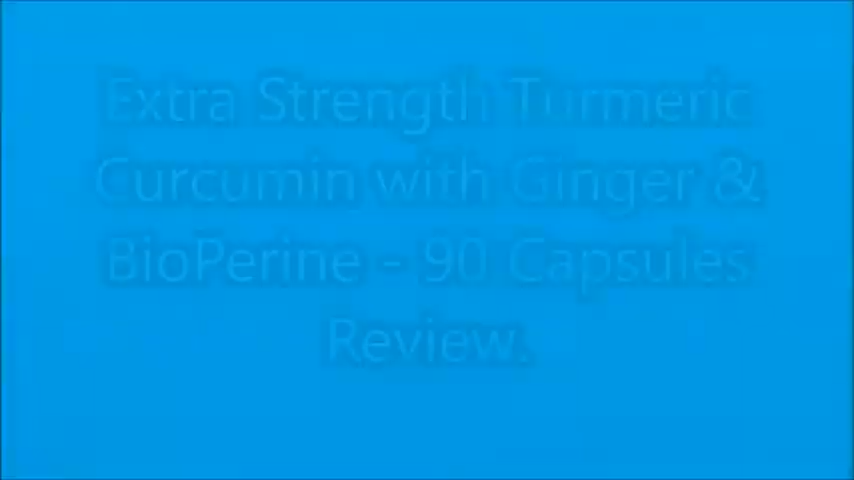 Extra Strength Turmeric
Curcumin with Ginger &
BioPerine - 90 Capsules
Review.